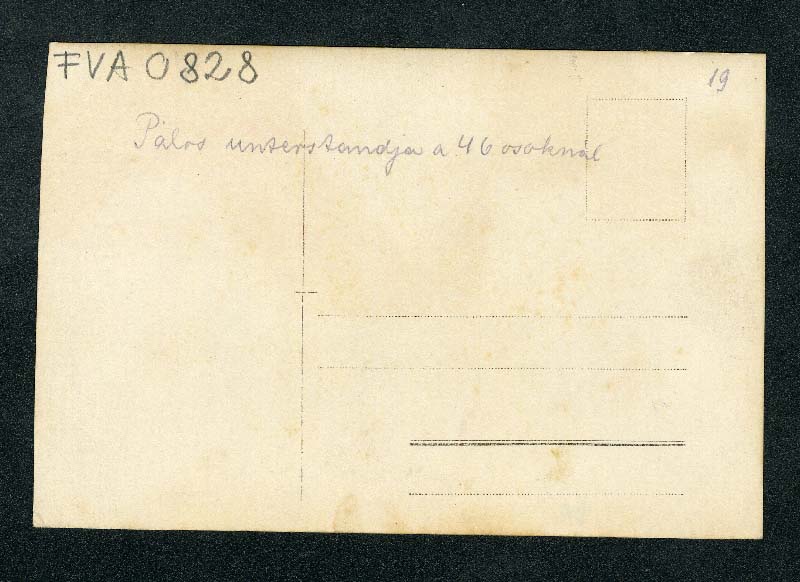 FVA 0828
19
Pálos unterstandja a 46 osoknál